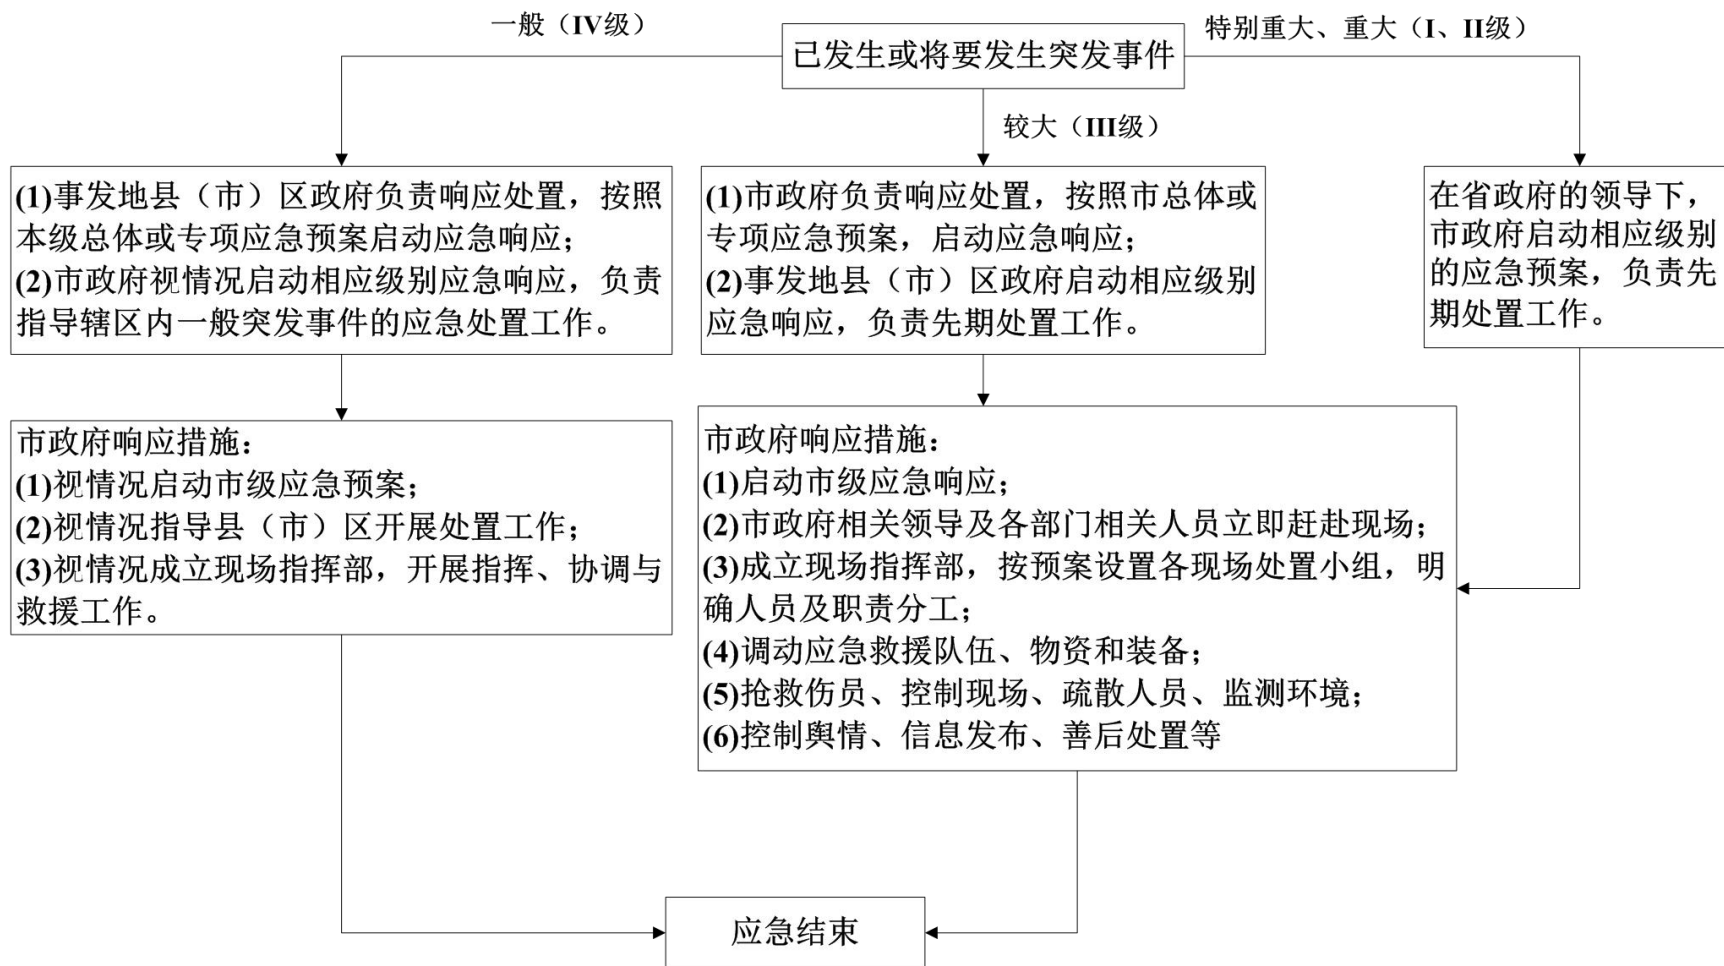 一般（IV级）
已发生或将要发生突发事件
特别重大、重大（I、II级）
较大（III级）
(1)事发地县（市）区政府负责响应处置，按照
本级总体或专项应急预案启动应急响应；
(2)市政府视情况启动相应级别应急响应，负责
指导辖区内一般突发事件的应急处置工作。
(1)市政府负责响应处置，按照市总体或
专项应急预案，启动应急响应；
(2)事发地县（市）区政府启动相应级别
应急响应，负责先期处置工作。
在省政府的领导下，
市政府启动相应级别
的应急预案，负责先
期处置工作。
市政府响应措施：
(1)视情况启动市级应急预案；
(2)视情况指导县（市）区开展处置工作；
(3)视情况成立现场指挥部，开展指挥、协调与
救援工作。
市政府响应措施：
(1)启动市级应急响应；
(2)市政府相关领导及各部门相关人员立即赶赴现场；
(3)成立现场指挥部，按预案设置各现场处置小组，明
确人员及职责分工；
(4)调动应急救援队伍、物资和装备；
(5)抢救伤员、控制现场、疏散人员、监测环境；
(6)控制舆情、信息发布、善后处置等
应急结束